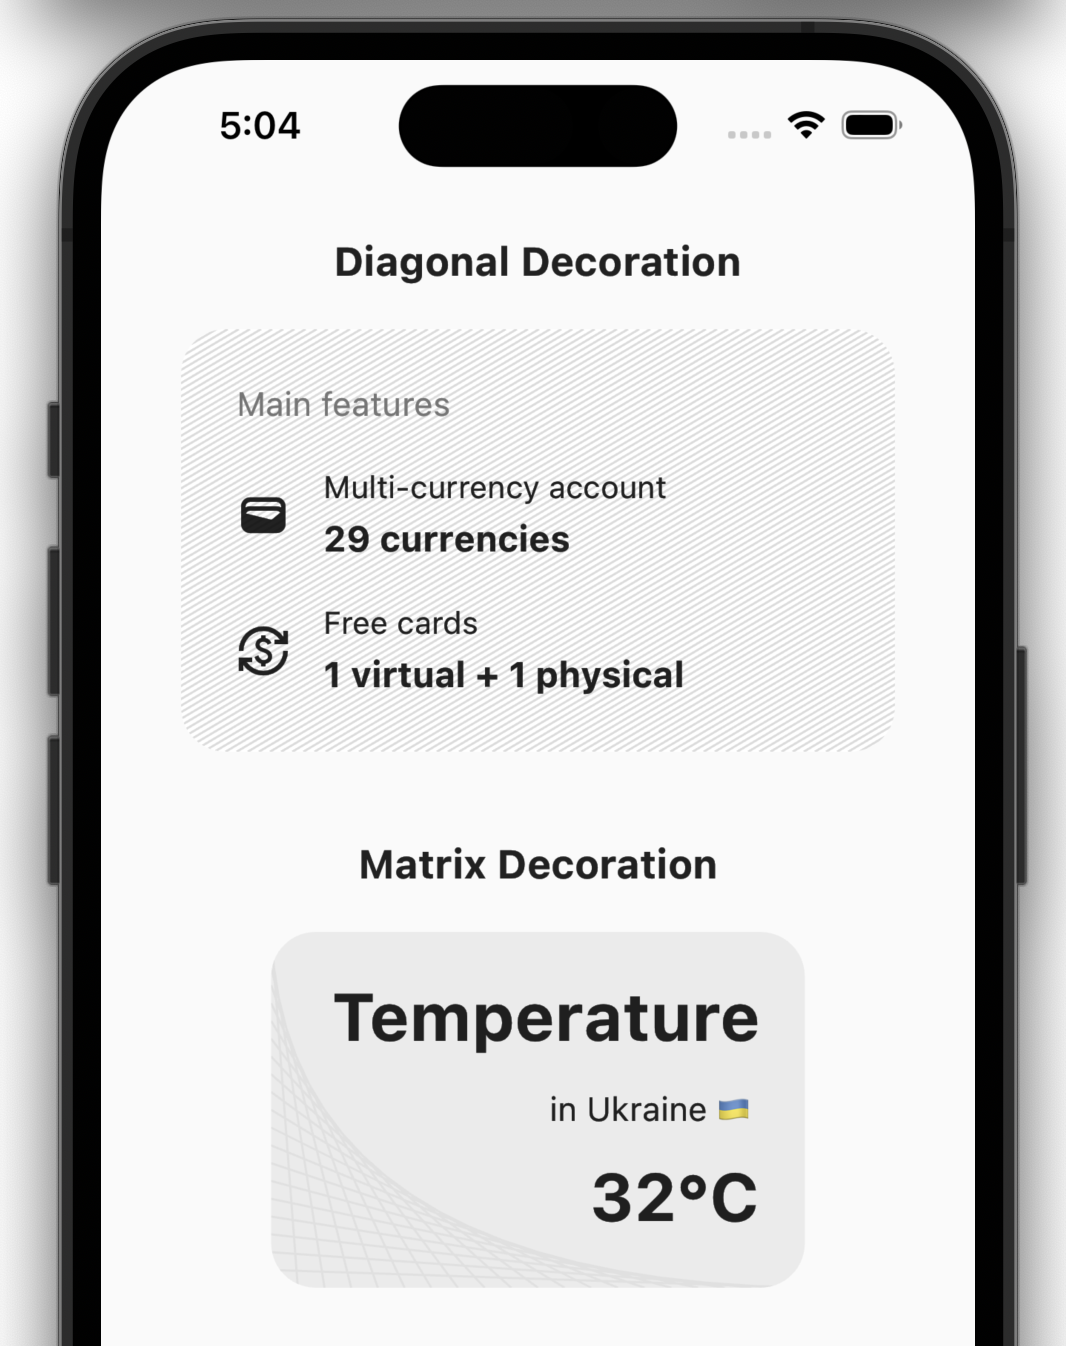 5:04
Diagonal Decoration
Main features
Multi-currency account
29 currencies
Free cards
1 virtual + 1 physical
Matrix Decoration
Temperature
in Ukraine 🇺🇦
32°C